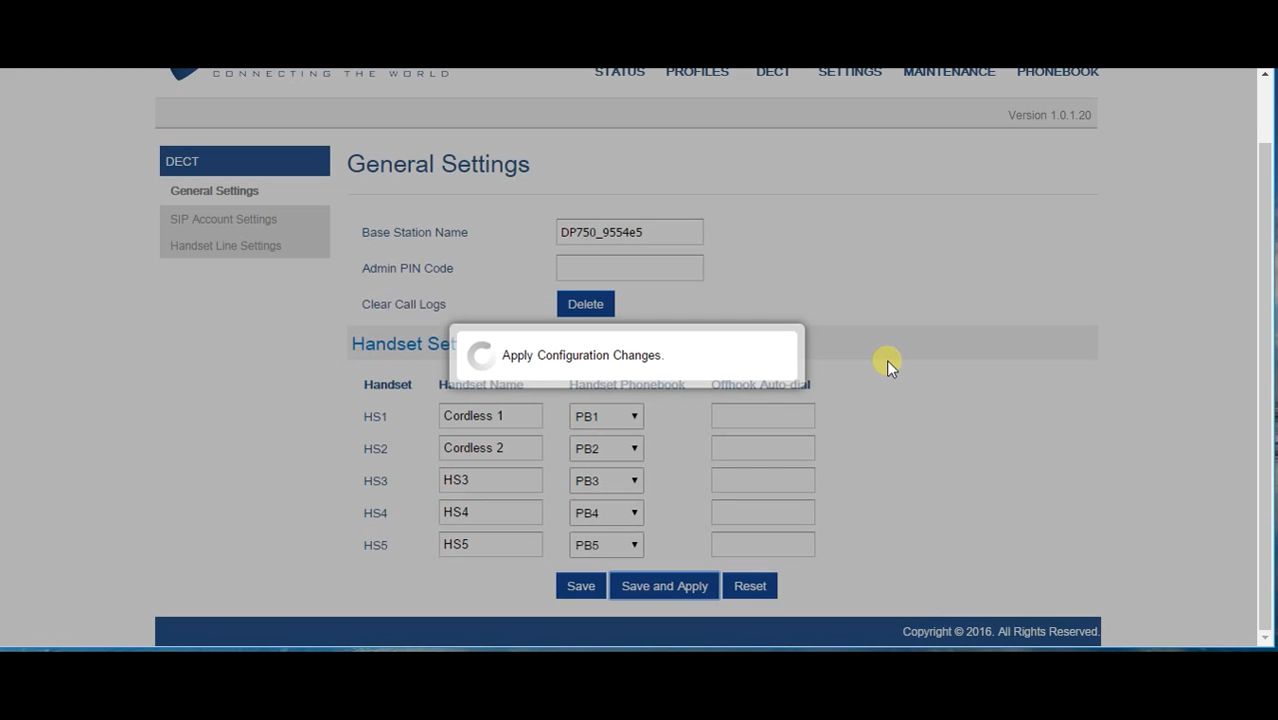 CONNECTING THE WORLD
STATUS PROFILES DECT SETTINGS MAINTENANCE PHONEBOOK
Version 1.0.1.20
DECT
General Settings
SIP Account Settings
Handset Line Settings
General Settings
Base Station Name DP750_9554e5
Admin PIN Code
Clear Call Logs Delete
Handset Set
Apply Configuration Changes.
Handset Handset Name Handset Phonebook Offhook Auto-dial
HS1 Cordless 1 PB1
HS2 Cordless 2 PB2
HS3 HS3 PB3
HS4 HS4 PB4
HS5 HS5 PB5
Save Save and Apply Reset
Copyright © 2016. All Rights Reserved.